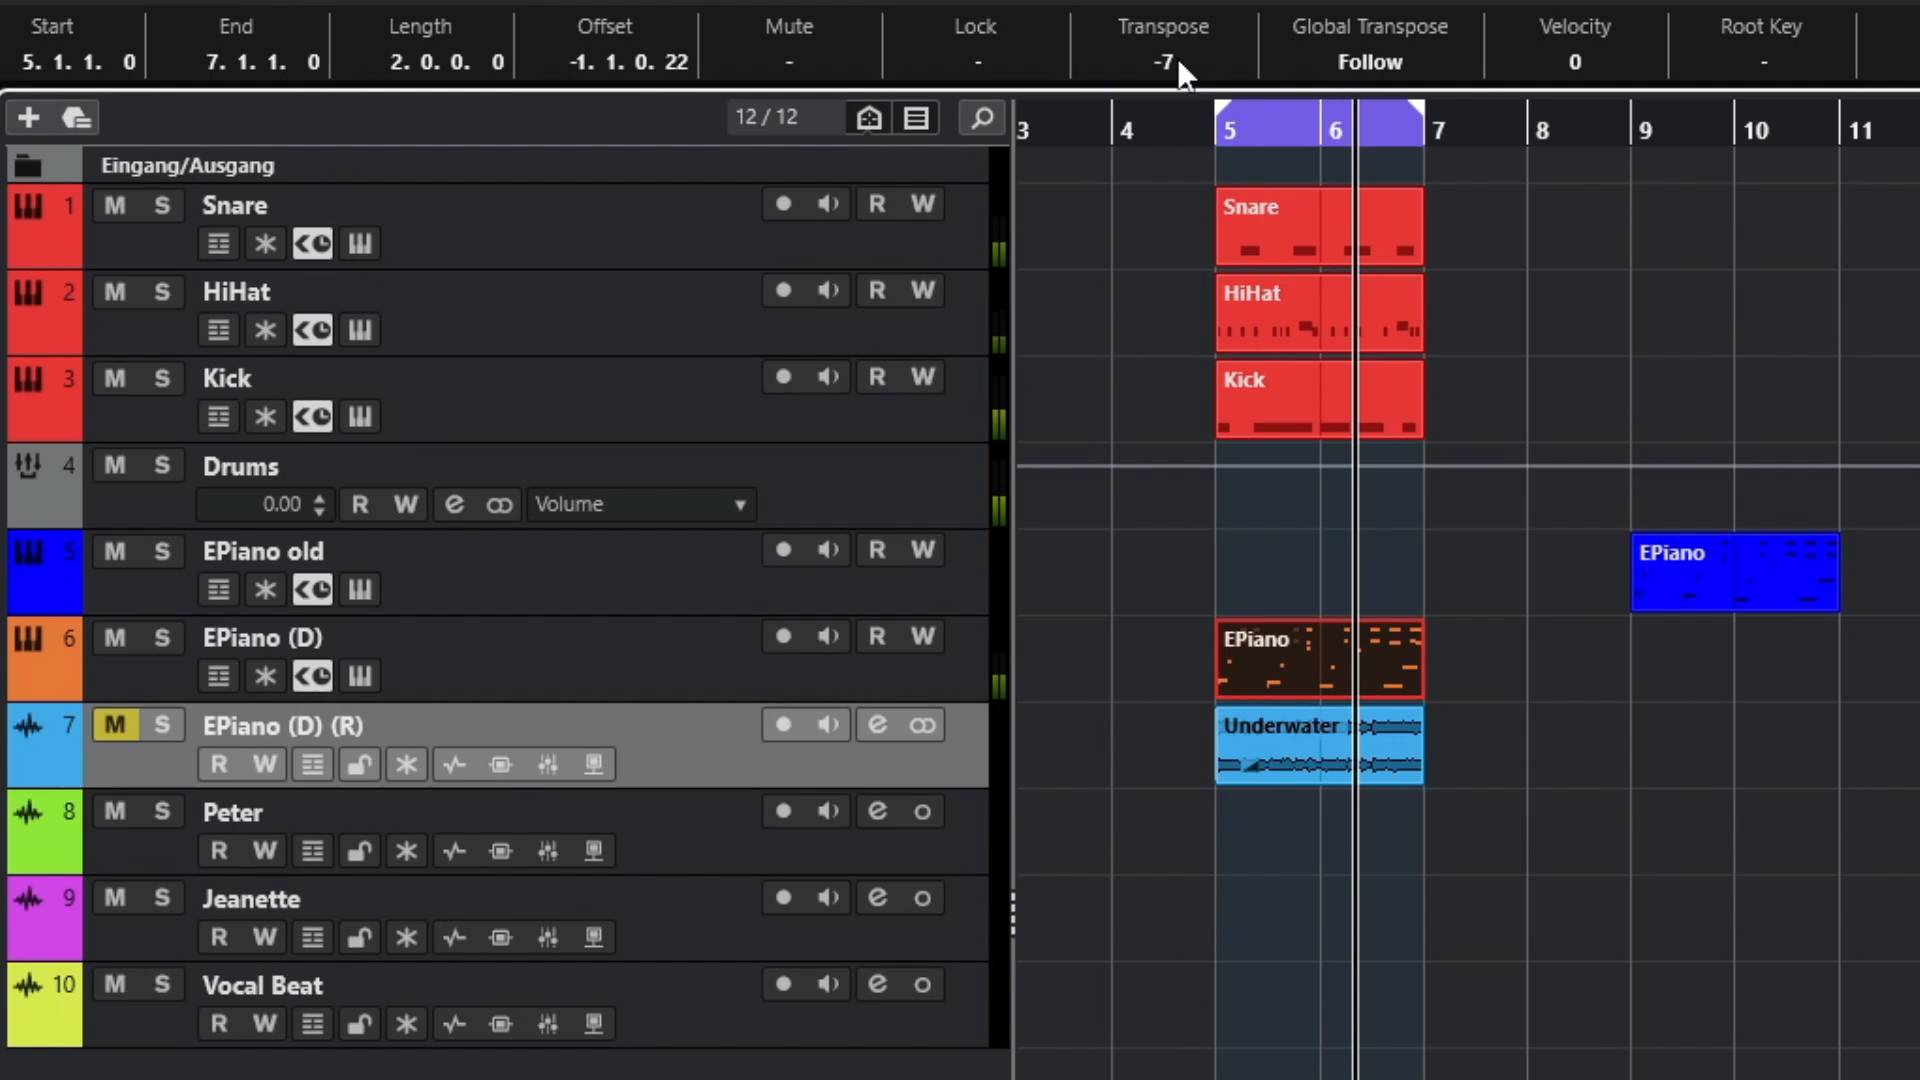 Start End Length Offset Mute Lock Transpose Global Transpose Velocity Root Key
5. 1. 1. 0 7. 1. 1. 0 2. 0. 0. 0 -1. 1. 0. 22 - - -7 Follow 0 -
12 / 12
3 4 5 6 7 8 9 10 11
Eingang/Ausgang
1 M S Snare R W
Snare
2 M S HiHat R W
HiHat
3 M S Kick R W
Kick
4 M S Drums
0.00 R W e Volume
5 M S EPiano old R W
EPiano
6 M S EPiano (D) R W
EPiano
7 M S EPiano (D) (R) e
Underwater
R W
8 M S Peter e
R W
9 M S Jeanette e
R W
10 M S Vocal Beat e
R W